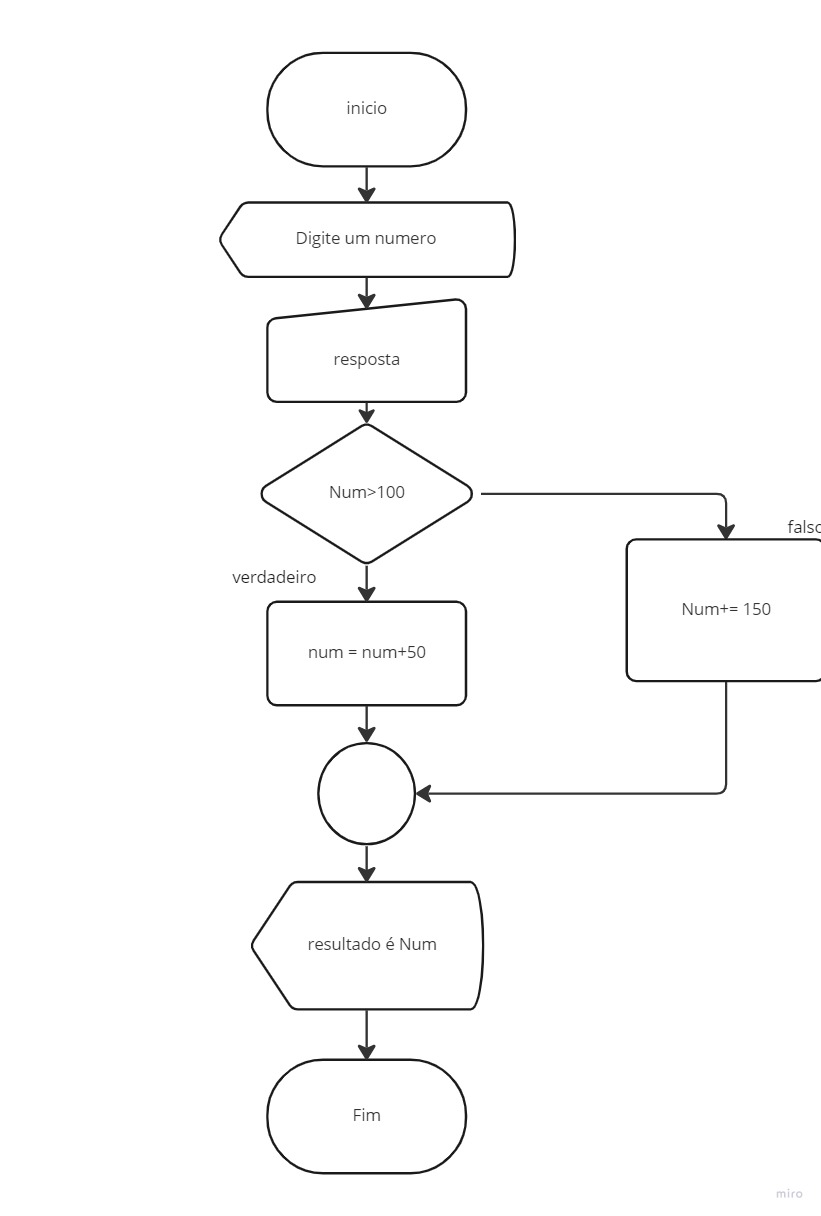 inicio
Digite um numero
resposta
Num>100
falso
verdadeiro
Num+= 150
num = num+50
resultado é Num
Fim
miro